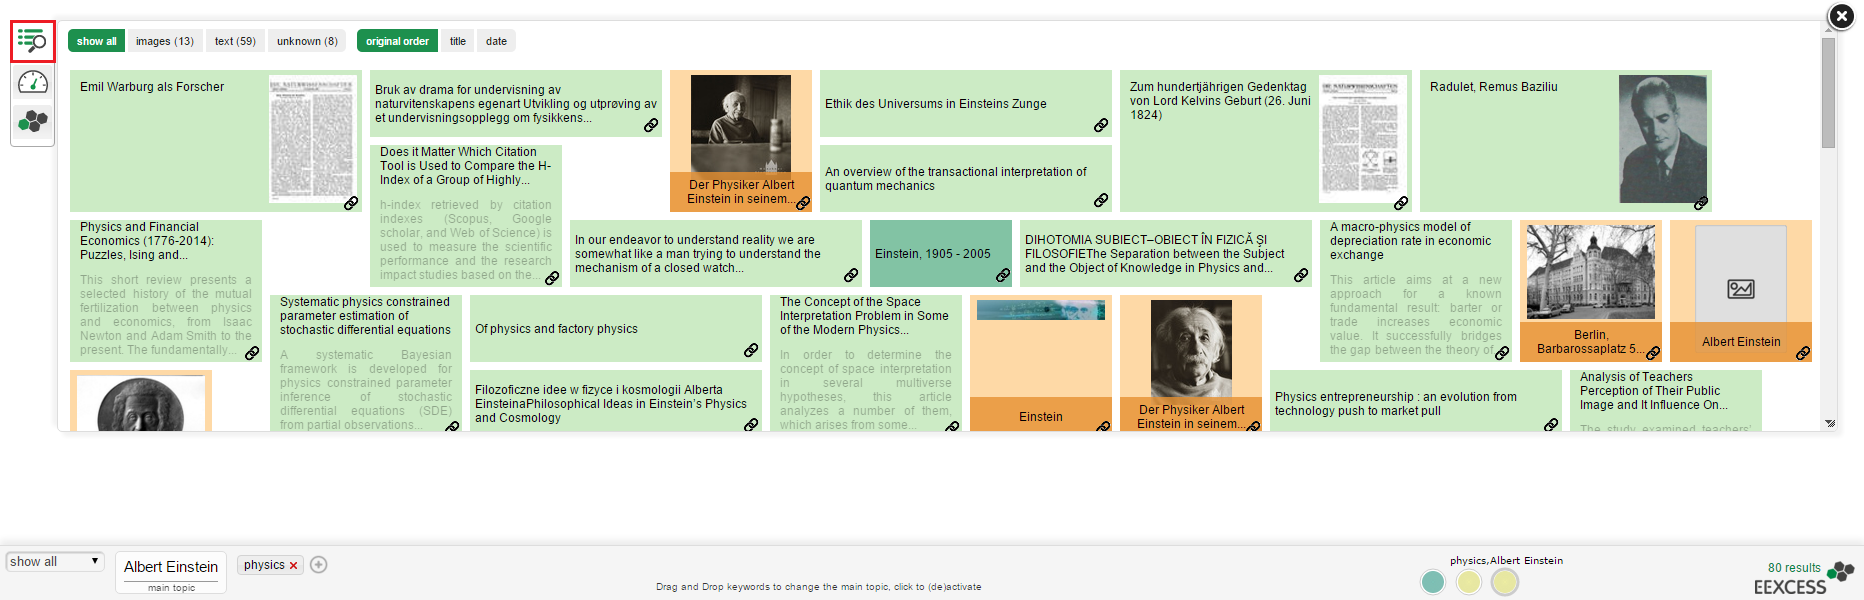 show all images (13) text (59) unknown (8) original order title date
Emil Warburg als Forscher
Bruk av drama for undervisning av
naturvitenskapens egenart Utvikling og utprøving av
et undervisningsopplegg om fysikkens...
Der Physiker Albert
Einstein in seinem...
Ethik des Universums in Einsteins Zunge
An overview of the transactional interpretation of
quantum mechanics
Zum hundertjährigen Gedenktag
von Lord Kelvins Geburt (26. Juni
1824)
Radulet, Remus Baziliu
Does it Matter Which Citation
Tool is Used to Compare the H-
Index of a Group of Highly...
h-index retrieved by citation
indexes (Scopus, Google
scholar, and Web of Science) is
used to measure the scientific
performance and the research
impact studies based on the...
Physics and Financial
Economics (1776-2014):
Puzzles, Ising and...
This short review presents a
selected history of the mutual
fertilization between physics
and economics, from Isaac
Newton and Adam Smith to the
present. The fundamentally...
In our endeavor to understand reality we are
somewhat like a man trying to understand the
mechanism of a closed watch...
Einstein, 1905 - 2005
DIHOTOMIA SUBIECT–OBIECT ÎN FIZICĂ ŞI
FILOSOFIEThe Separation between the Subject
and the Object of Knowledge in Physics and...
A macro-physics model of
depreciation rate in economic
exchange
This article aims at a new
approach for a known
fundamental result: barter or
trade increases economic
value. It successfully bridges
the gap between the theory of...
Berlin,
Barbarossaplatz 5...
Albert Einstein
Systematic physics constrained
parameter estimation of
stochastic differential equations
A systematic Bayesian
framework is developed for
physics constrained parameter
inference of stochastic
differential equations (SDE)
from partial observations...
Of physics and factory physics
The Concept of the Space
Interpretation Problem in Some
of the Modern Physics...
In order to determine the
concept of space interpretation
in several multiverse
hypotheses, this article
analyzes a number of them,
which arises from some...
Einstein
Der Physiker Albert
Einstein in seinem...
Filozoficzne idee w fizyce i kosmologii Alberta
EinsteinaPhilosophical Ideas in Einstein's Physics
and Cosmology
Physics entrepreneurship : an evolution from
technology push to market pull
Analysis of Teachers
Perception of Their Public
Image and It Influence On...
The study examined teachers'
show all
Albert Einstein
main topic
physics
Drag and Drop keywords to change the main topic, click to (de)activate
physics,Albert Einstein
80 results
EEXCESS